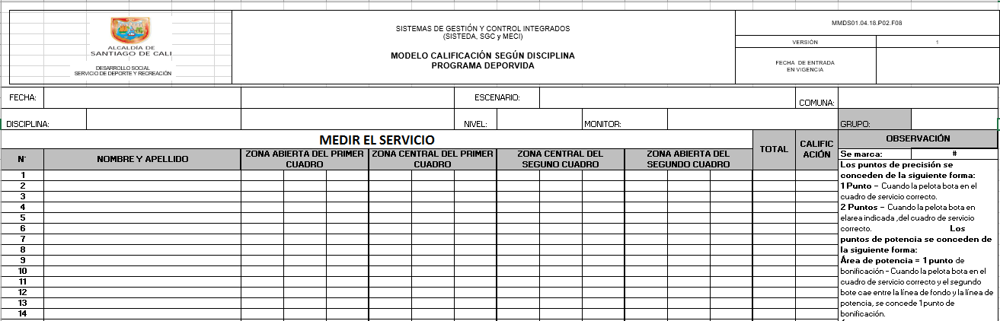 ALCALDÍA DE
SANTIAGO DE CALI
DESARROLLO SOCIAL
SERVICIO DE DEPORTE Y RECREACIÓN
SISTEMAS DE GESTIÓN Y CONTROL INTEGRADOS
(SISTEDA, SGC y MECI)
MODELO CALIFICACIÓN SEGÚN DISCIPLINA
PROGRAMA DEPORVIDA
MMDS01.04.18.P02.F08
VERSIÓN 1
FECHA DE ENTRADA
EN VIGENCIA
FECHA: ESCENARIO: COMUNA:
DISCIPLINA: NIVEL: MONITOR: GRUPO:
MEDIR EL SERVICIO
N° NOMBRE Y APELLIDO
ZONA ABIERTA DEL PRIMER
CUADRO
ZONA CENTRAL DEL PRIMER
CUADRO
ZONA CENTRAL DEL
SEGUNO CUADRO
ZONA ABIERTA DEL
SEGUNDO CUADRO
TOTAL
CALIFIC
ACIÓN
OBSERVACIÓN
Se marca: #
1
2
3
4
5
6
7
8
9
10
11
12
13
14
Los puntos de precisión se
conceden de la siguiente forma:
1 Punto – Cuando la pelota bota en el
cuadro de servicio correcto.
2 Puntos – Cuando la pelota bota en
elarea indicada ,del cuadro de servicio
correcto. Los
puntos de potencia se conceden de
la siguiente forma:
Área de potencia = 1 punto de
bonificación – Cuando la pelota bota en el
cuadro de servicio correcto y el segundo
bote cae entre la línea de fondo y la línea de
potencia, se concede 1 punto de
bonificación.